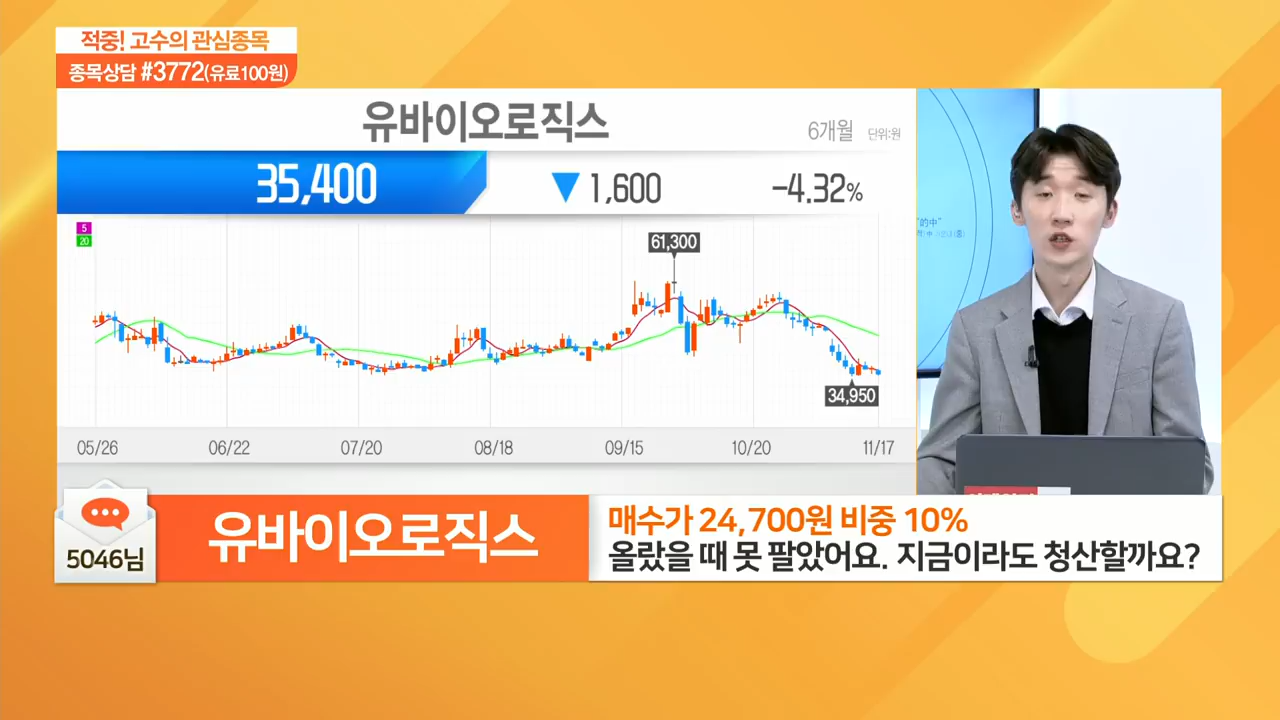 적중! 고수의 관심종목
종목상담 #3772(유료100원)
유바이오로직스
6개월 단위:원
35,400 ▼1,600 -4.32%
5
20
61,300
34,950
05/26 06/22 07/20 08/18 09/15 10/20 11/17
"的中"
5046님
유바이오로직스
매수가 24,700원 비중 10%
올랐을 때 못 팔았어요. 지금이라도 청산할까요?